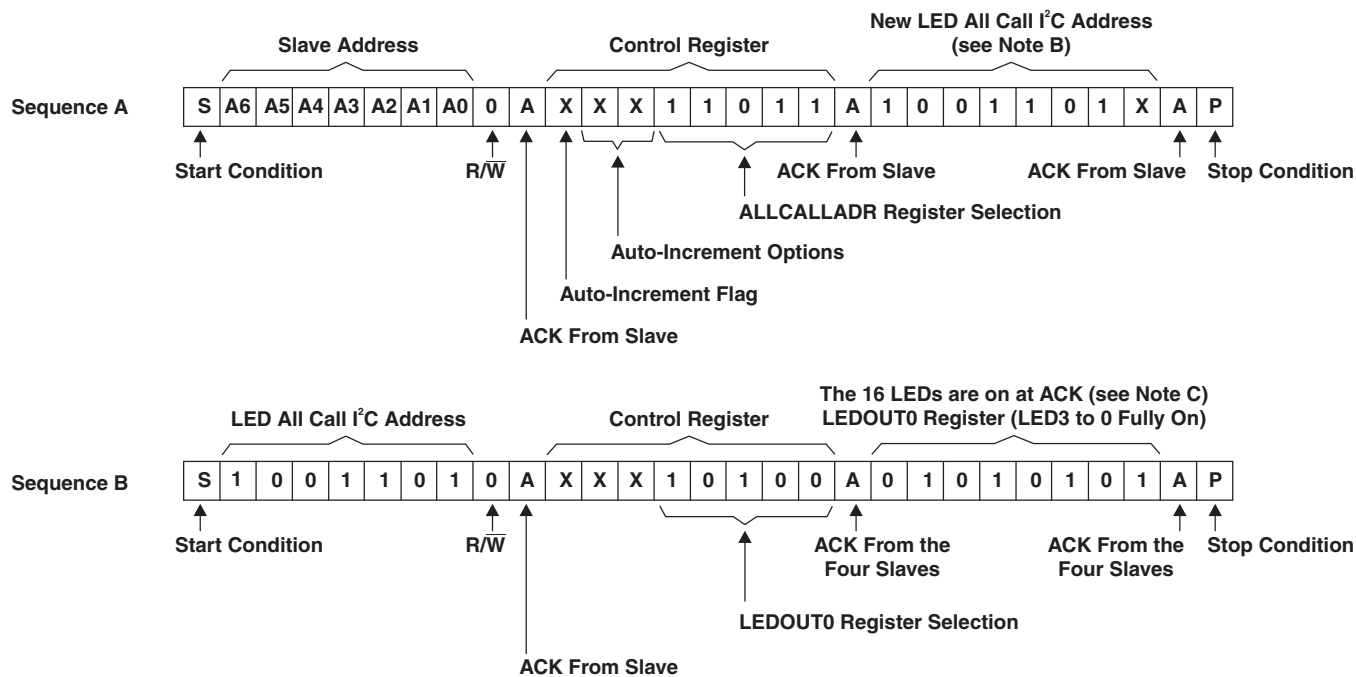 New LED All Call I²C Address
Slave Address Control Register (see Note B)
Sequence A S A6 A5 A4 A3 A2 A1 A0 0 A X X X 1 1 0 1 1 A 1 0 0 1 1 0 1 X A P
Start Condition R/W̅ ACK From Slave ACK From Slave Stop Condition
ALLCALLADR Register Selection
Auto-Increment Options
Auto-Increment Flag
ACK From Slave
The 16 LEDs are on at ACK (see Note C)
LED All Call I²C Address Control Register LEDOUT0 Register (LED3 to 0 Fully On)
Sequence B S 1 0 0 1 1 0 1 0 A X X X 1 0 1 0 0 A 0 1 0 1 0 1 0 1 A P
Start Condition R/W̅ ACK From the ACK From the Stop Condition
Four Slaves Four Slaves
LEDOUT0 Register Selection
ACK From Slave